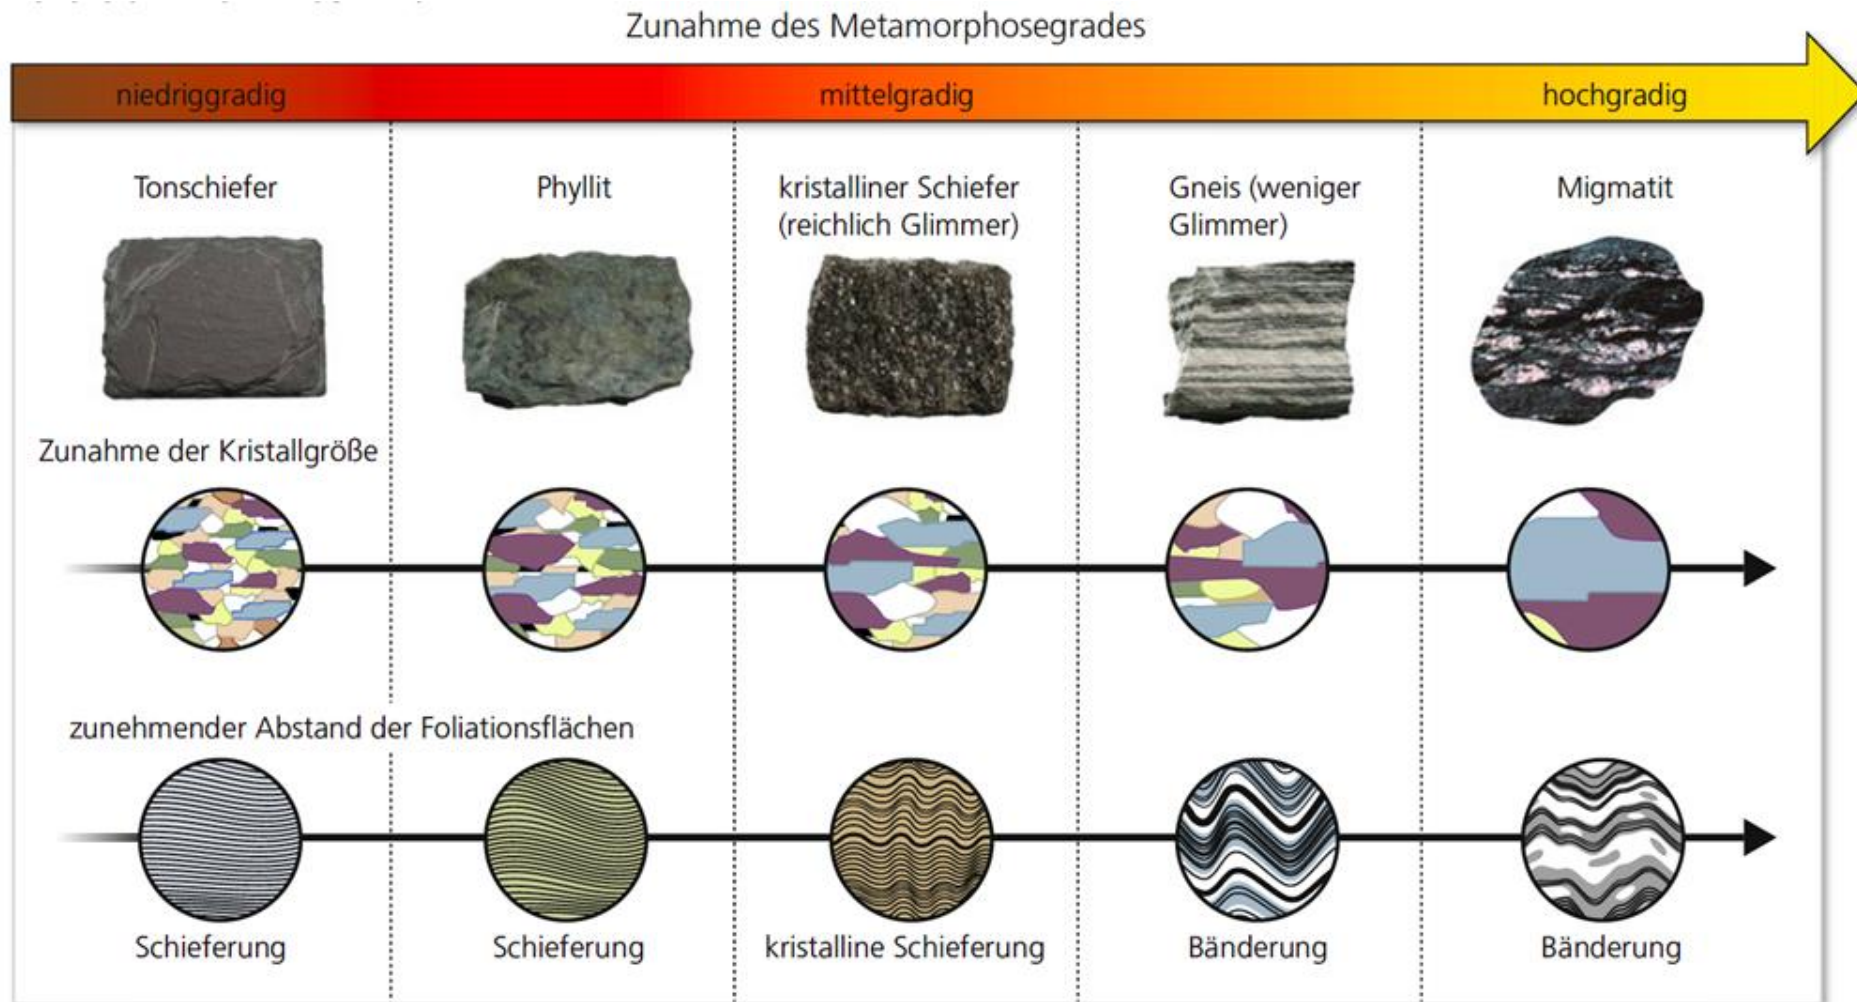 Zunahme des Metamorphosegrades
niedriggradig
mittelgradig
hochgradig
Tonschiefer
Phyllit
kristalliner Schiefer
(reichlich Glimmer)
Gneis (weniger
Glimmer)
Migmatit
Zunahme der Kristallgröße
zunehmender Abstand der Foliationsflächen
Schieferung
Schieferung
kristalline Schieferung
Bänderung
Bänderung